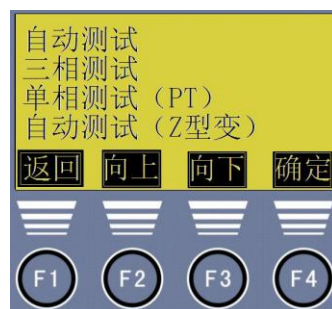 自动测试
三相测试
单相测试（PT）
自动测试（Z型变）
返回 向上 向下 确定
F1 F2 F3 F4